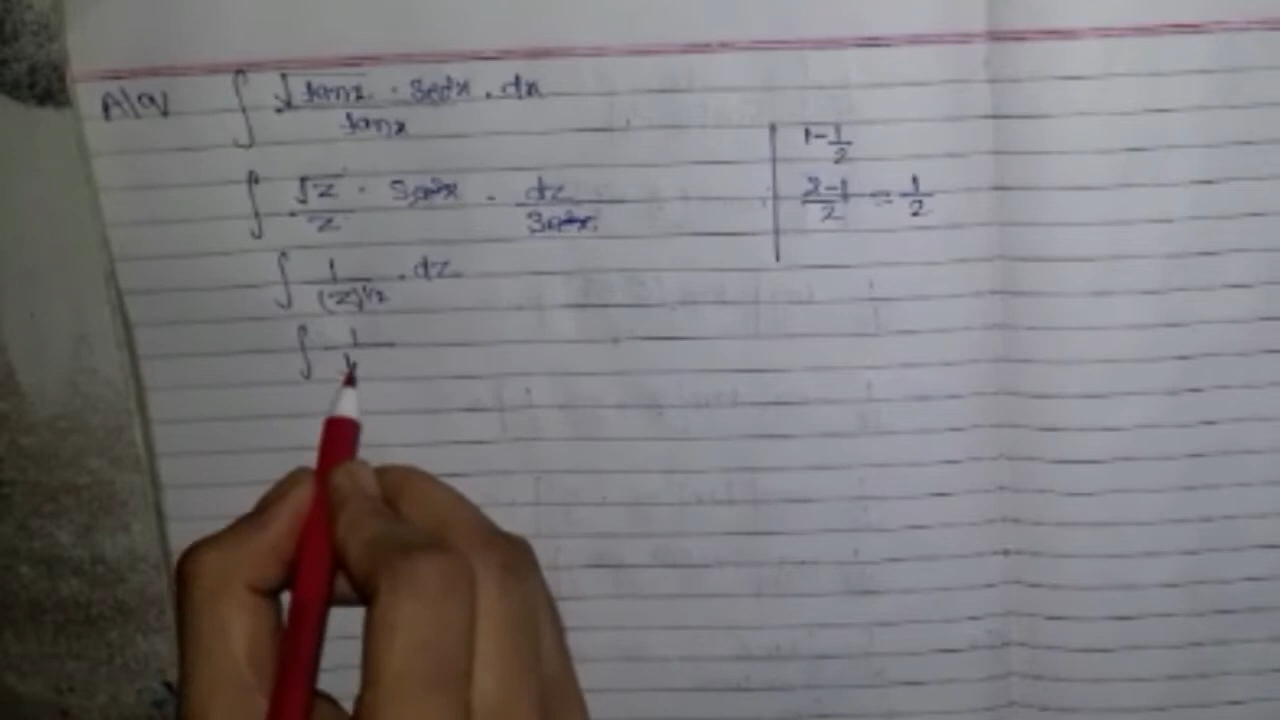 A/Q ∫ √tanx · sec²x . dx / tanx
∫ √z / z · sec²x . dz / sec²x
∫ 1 / (z)^1/2 . dz
∫ 1
1 - 1/2
2-1 / 2 = 1/2